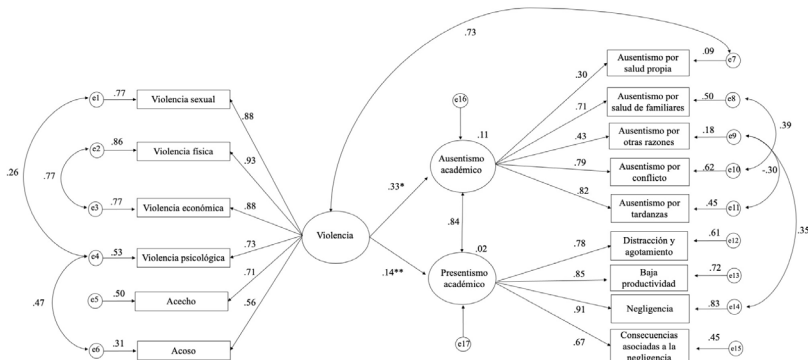 .73
.09
e7
Ausentismo por
salud propia
.30
e1
.77
Violencia sexual
.88
e16
.11
.71
Ausentismo por
salud de familiares
.50
e8
.39
e2
.86
Violencia física
.93
Ausentismo
académico
.43
Ausentismo por
otras razones
.18
e9
.26
.77
.79
Ausentismo por
conflicto
.62
e10
-.30
e3
.77
Violencia económica
.88
.33*
.82
Ausentismo por
tardanzas
.45
e11
Violencia
.84
.35
e4
.53
Violencia psicológica
.73
.02
.78
Distracción y
agotamiento
.61
e12
.14**
Presentismo
académico
.85
Baja
productividad
.72
e13
.47
e5
.50
Acecho
.71
.91
Negligencia
.83
e14
e6
.31
Acoso
.56
e17
.67
Consecuencias
asociadas a la
negligencia
.45
e15